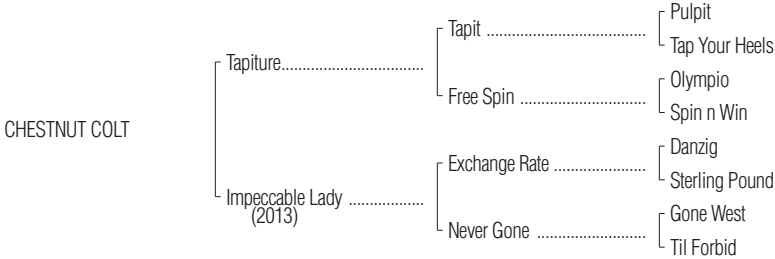 Pulpit
Tapit ....................................
Tap Your Heels
Tapiture................................
Olympio
Free Spin ............................
Spin n Win
CHESTNUT COLT
Danzig
Exchange Rate ....................
Sterling Pound
Impeccable Lady .................
(2013)
Gone West
Never Gone ........................
Til Forbid